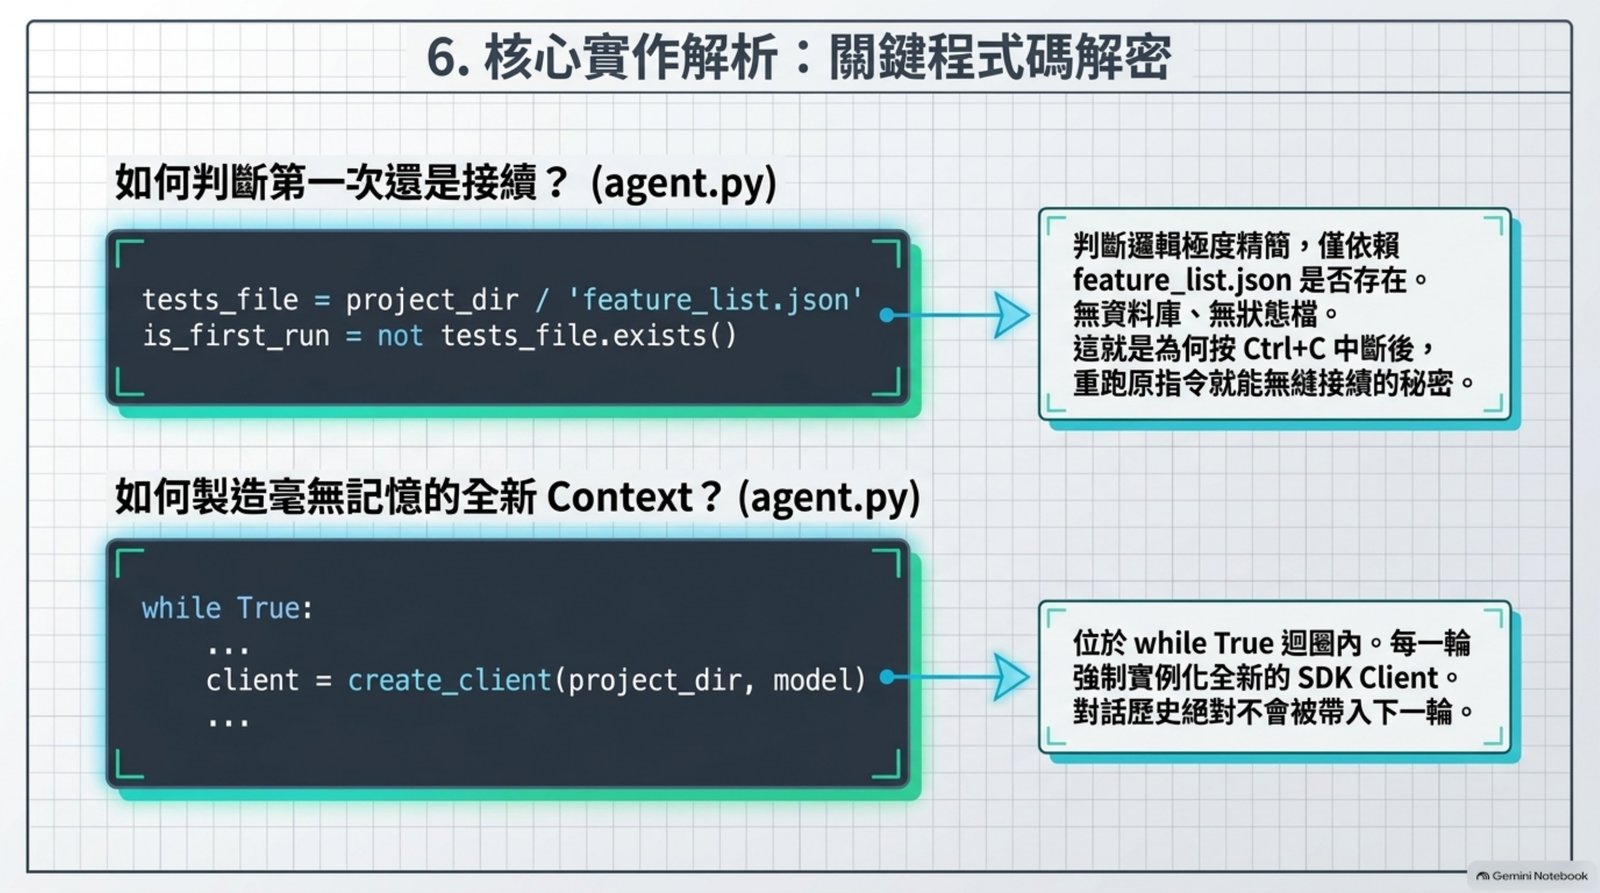 6. 核心實作解析：關鍵程式碼解密
如何判斷第一次還是接續？ (agent.py)
tests_file = project_dir / 'feature_list.json'
is_first_run = not tests_file.exists()
判斷邏輯極度精簡，僅依賴
feature_list.json 是否存在。
無資料庫、無狀態檔。
這就是為何按 Ctrl+C 中斷後，
重跑原指令就能無縫接續的秘密。
如何製造毫無記憶的全新 Context？ (agent.py)
while True:
    ...
    client = create_client(project_dir, model)
    ...
位於 while True 迴圈內。每一輪
強制實例化全新的 SDK Client。
對話歷史絕對不會被帶入下一輪。
Gemini Notebook